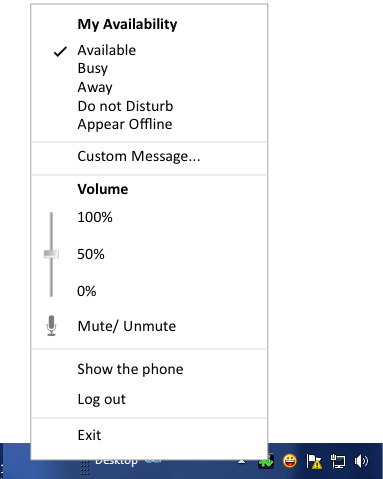 My Availability
Available
Busy
Away
Do not Disturb
Appear Offline
Custom Message...
Volume
100%
50%
0%
Mute/ Unmute
Show the phone
Log out
Exit
Desktop